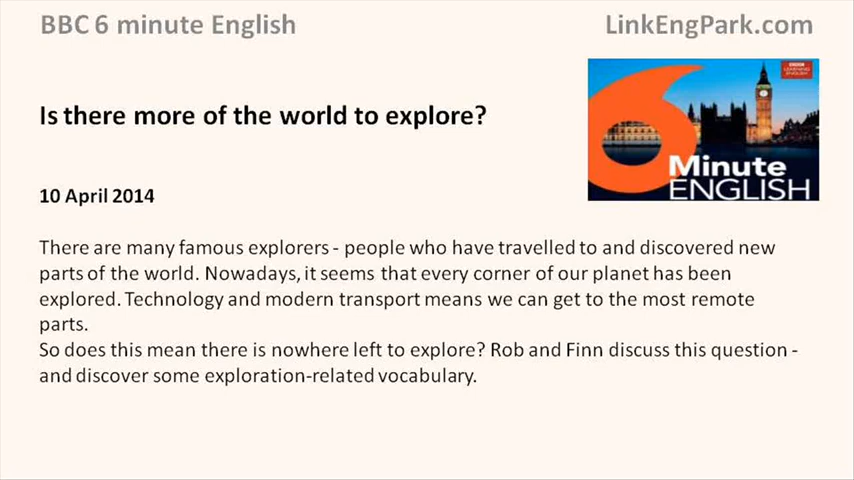 BBC 6 minute English
LinkEngPark.com
Is there more of the world to explore?
BBC
LEARNING
ENGLISH
6
Minute
ENGLISH
10 April 2014
There are many famous explorers - people who have travelled to and discovered new
parts of the world. Nowadays, it seems that every corner of our planet has been
explored. Technology and modern transport means we can get to the most remote
parts.
So does this mean there is nowhere left to explore? Rob and Finn discuss this question -
and discover some exploration-related vocabulary.